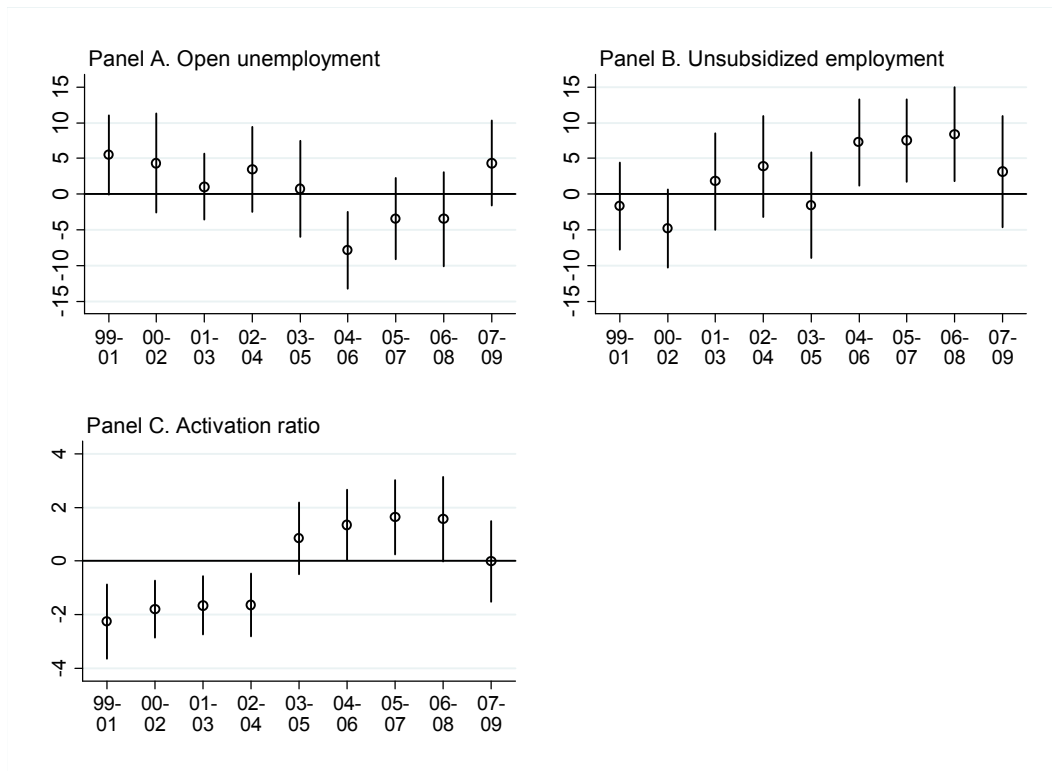 Panel A. Open unemployment
15
10
5
0
-5
-10
-15
99- 00- 01- 02- 03- 04- 05- 06- 07-
01 02 03 04 05 06 07 08 09
Panel B. Unsubsidized employment
15
10
5
0
-5
-10
-15
99- 00- 01- 02- 03- 04- 05- 06- 07-
01 02 03 04 05 06 07 08 09
Panel C. Activation ratio
4
2
0
-2
-4
99- 00- 01- 02- 03- 04- 05- 06- 07-
01 02 03 04 05 06 07 08 09